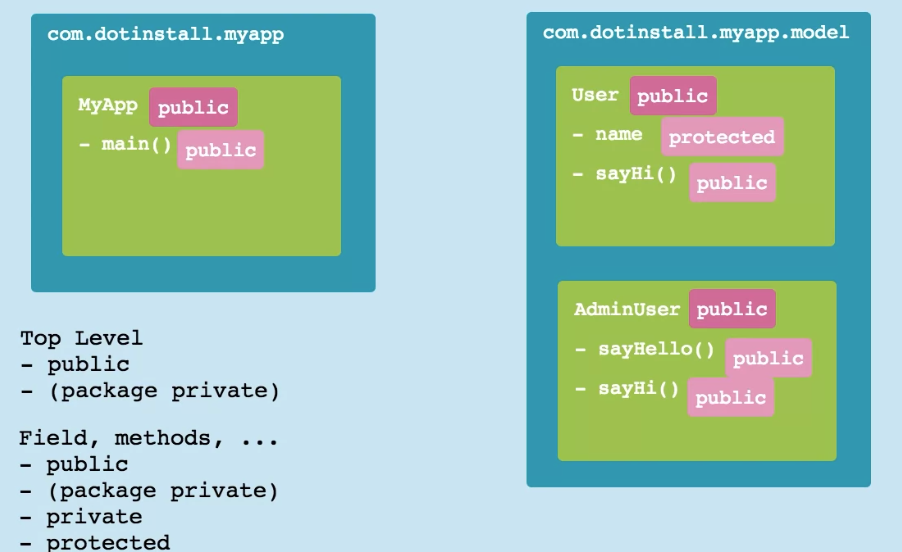 com.dotinstall.myapp
MyApp public
- main() public
com.dotinstall.myapp.model
User public
- name protected
- sayHi() public
AdminUser public
- sayHello() public
- sayHi() public
Top Level
- public
- (package private)
Field, methods, ...
- public
- (package private)
- private
- protected